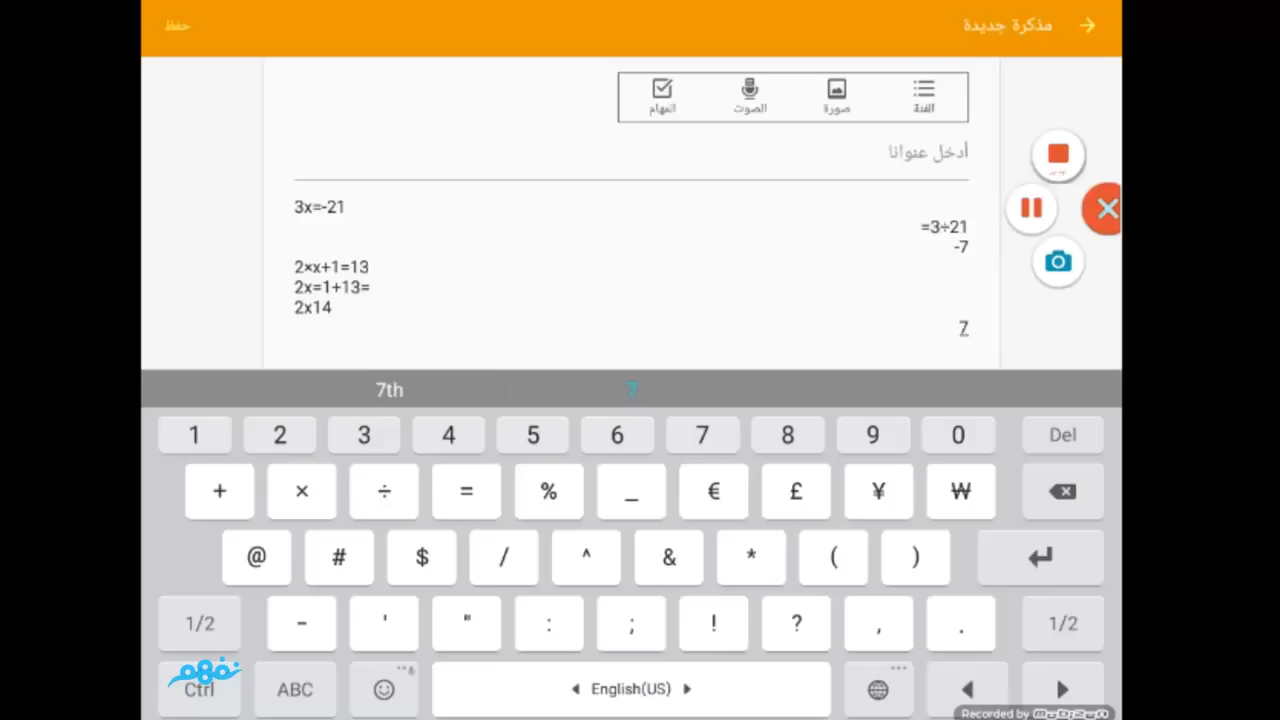 مذكرة جديدة
حفظ
الفئة
صورة
الصوت
المهام
أدخل عنوانا
3x=-21
=3÷21
-7
2×x+1=13
2x=1+13=
2x14
7
7th 7
1 2 3 4 5 6 7 8 9 0 Del
+ × ÷ = % _ € £ ¥ ₩
@ # $ / ^ & * ( )
1/2 - ' " : ; ! ? , . 1/2
Ctrl ABC English(US)
نفهم
Recorded by Mobizen